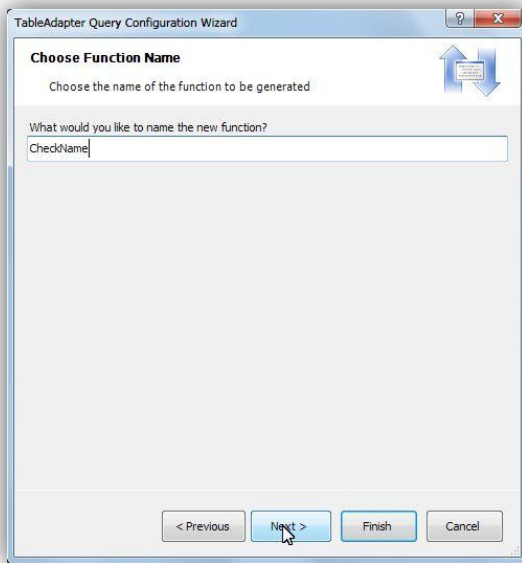 TableAdapter Query Configuration Wizard
?
X
Choose Function Name
Choose the name of the function to be generated
What would you like to name the new function?
CheckName
< Previous Next > Finish Cancel